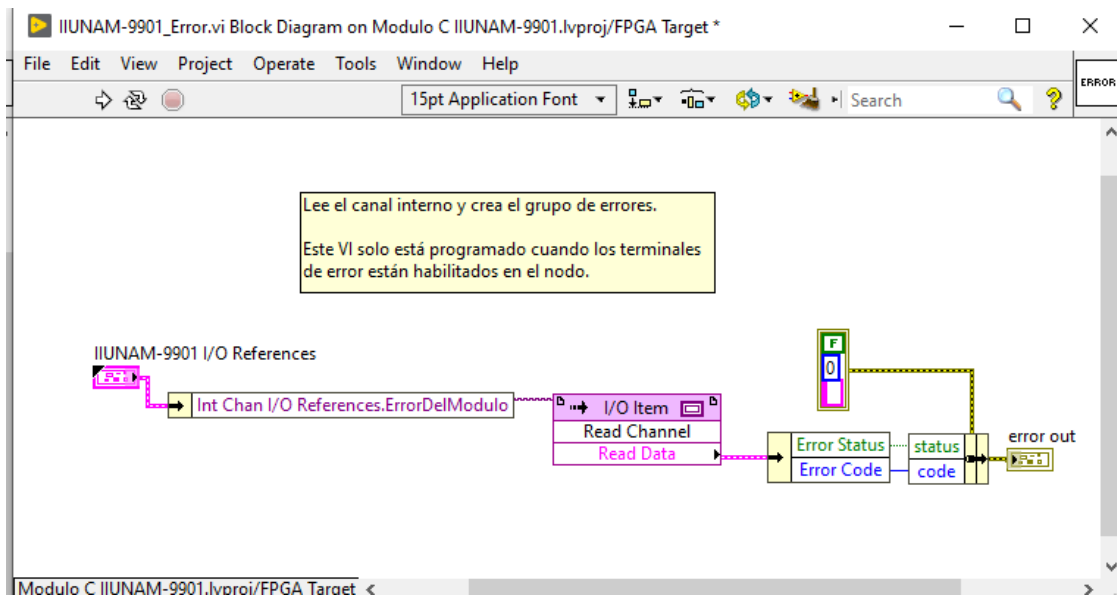 IIUNAM-9901_Error.vi Block Diagram on Modulo C IIUNAM-9901.lvproj/FPGA Target *
File Edit View Project Operate Tools Window Help
ERROR
15pt Application Font
Search
Lee el canal interno y crea el grupo de errores.
Este VI solo está programado cuando los terminales
de error están habilitados en el nodo.
IIUNAM-9901 I/O References
Int Chan I/O References.ErrorDelModulo
I/O Item
Read Channel
Read Data
F
0
Error Status
status
Error Code
code
error out
Modulo C IIUNAM-9901.lvproj/FPGA Target